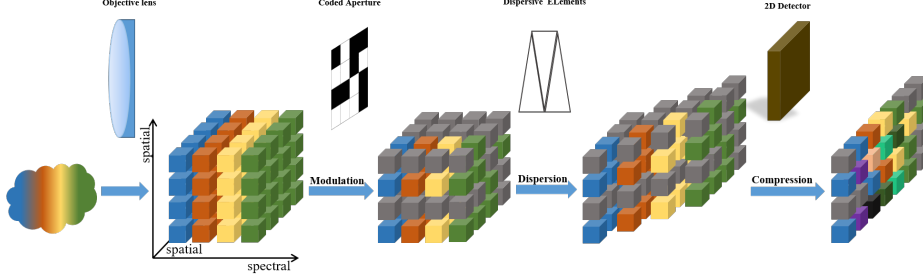 Objective lens
Coded Aperture
Dispersive ELements
2D Detector
spatial
Modulation
Dispersion
Compression
spatial
spectral